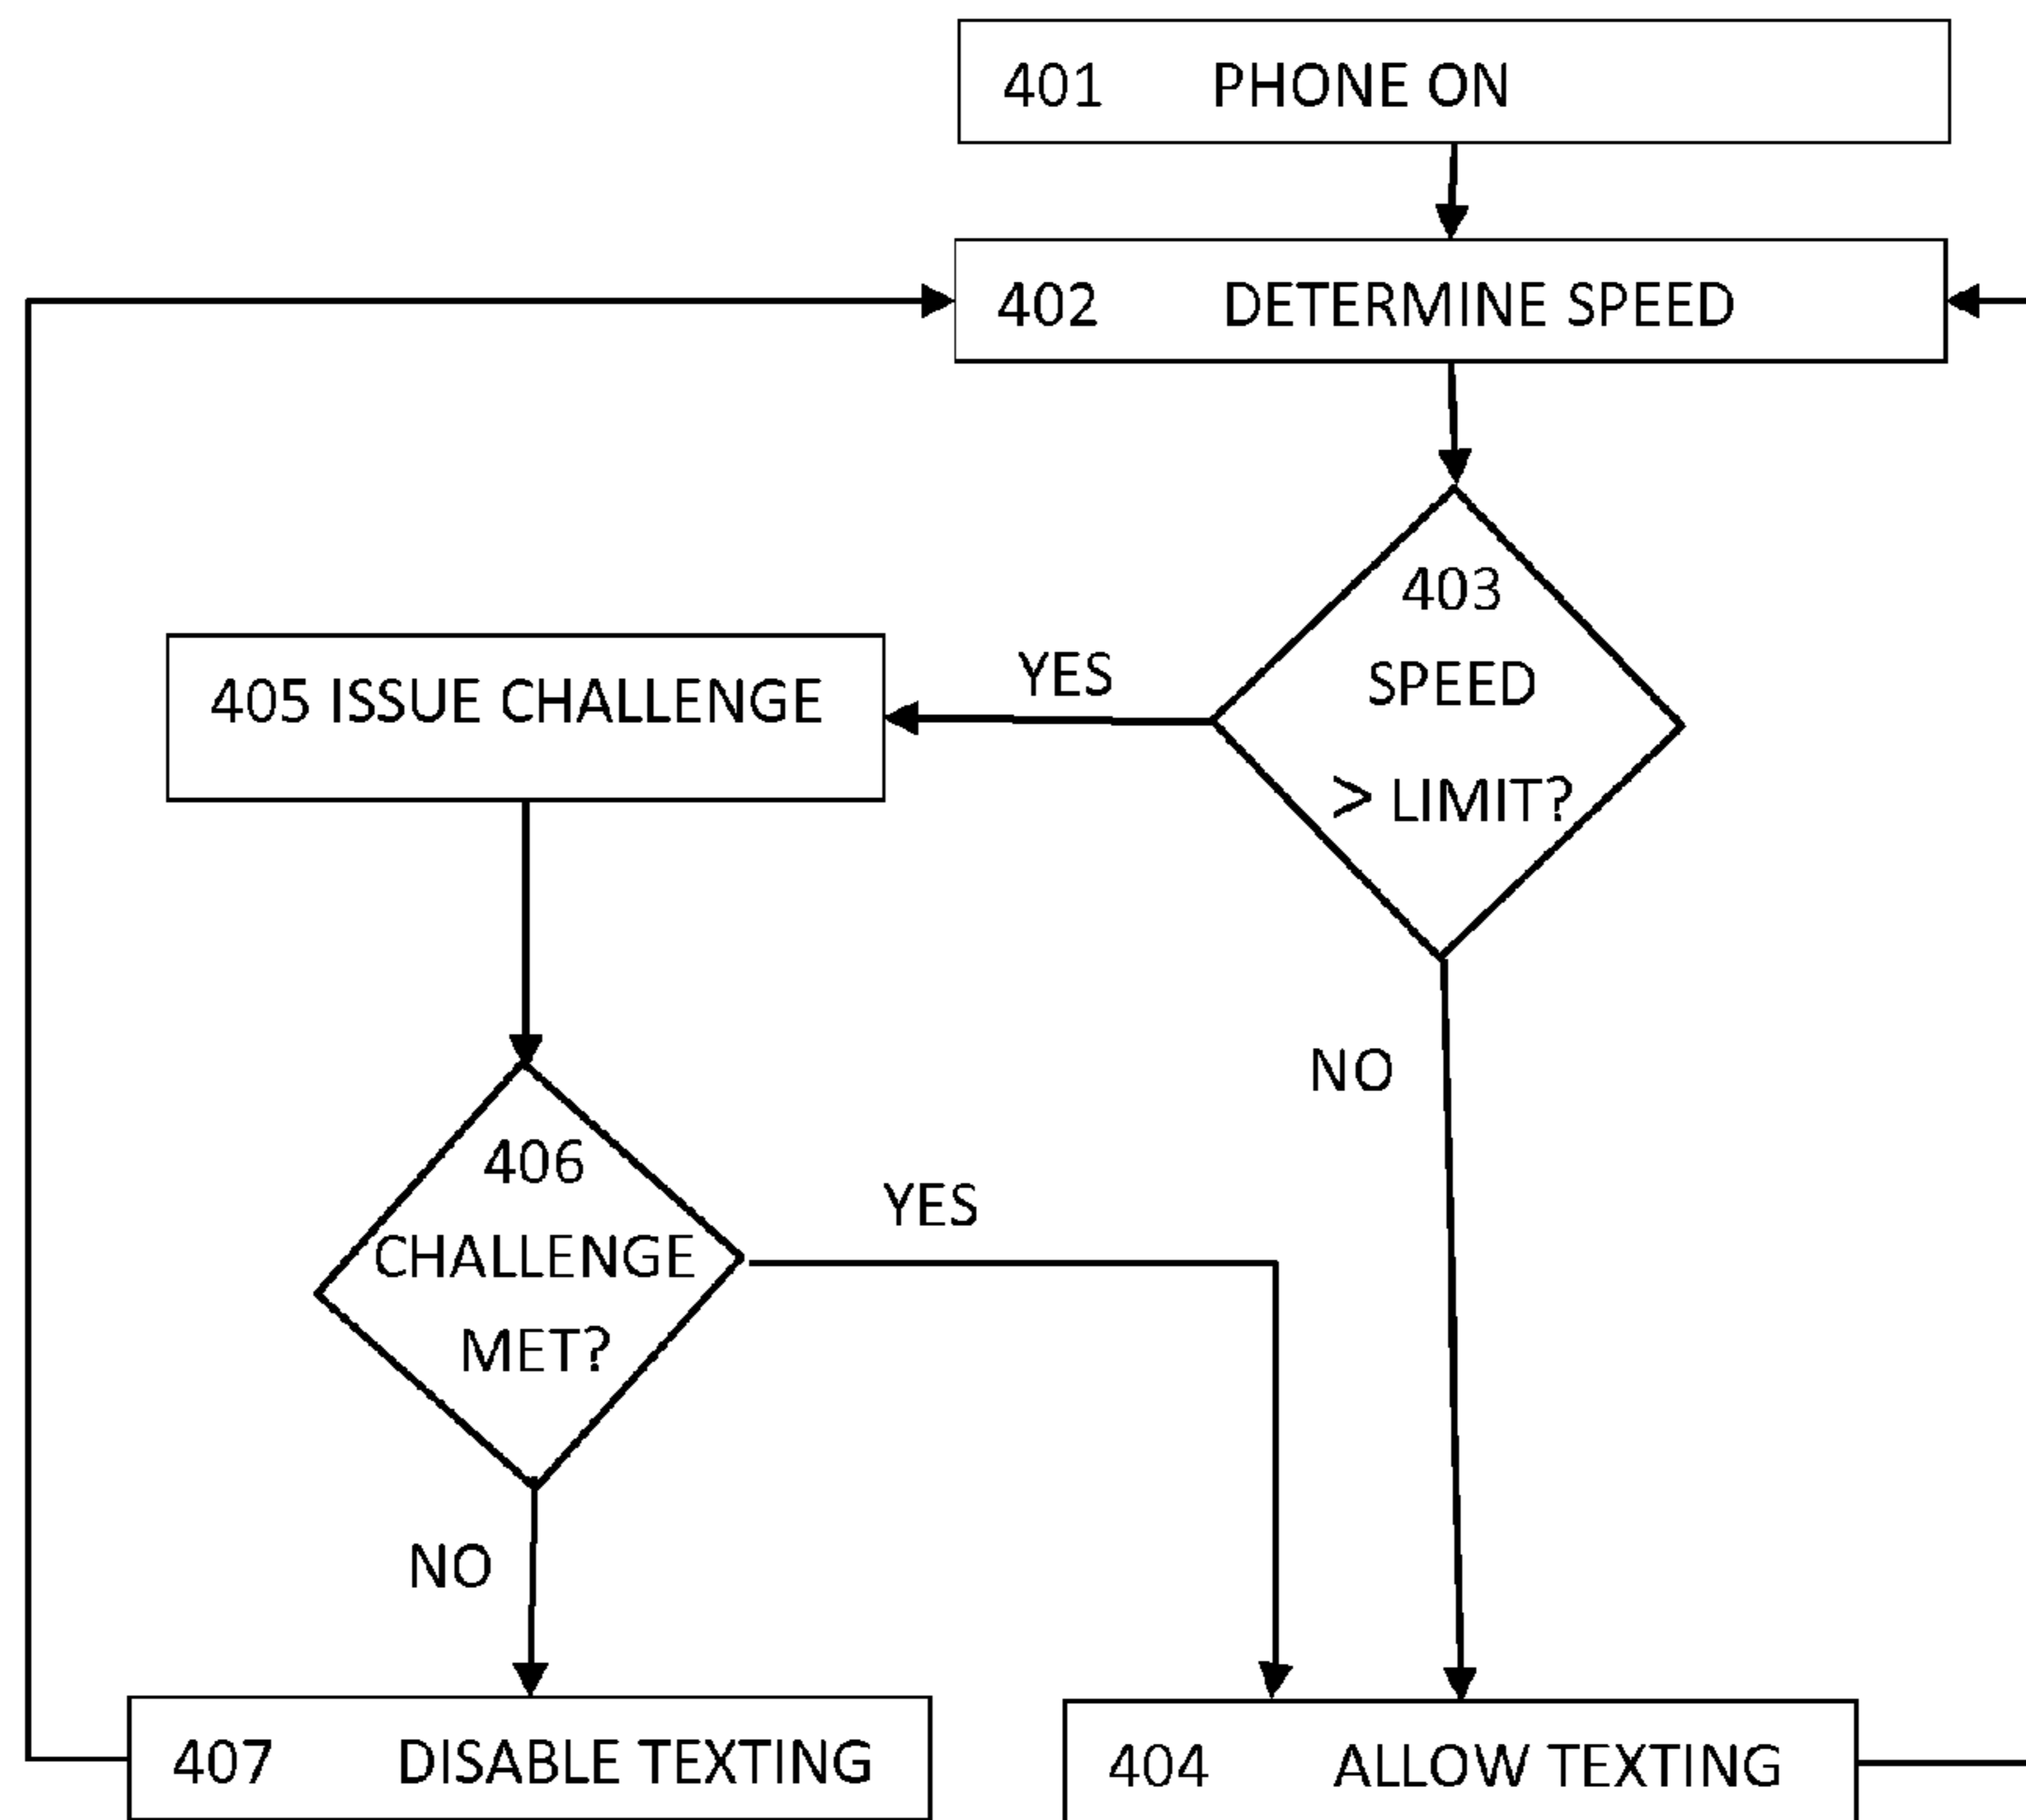 401 PHONE ON
402 DETERMINE SPEED
403
SPEED
> LIMIT?
YES
405 ISSUE CHALLENGE
NO
406
CHALLENGE
MET?
YES
NO
407 DISABLE TEXTING
404 ALLOW TEXTING